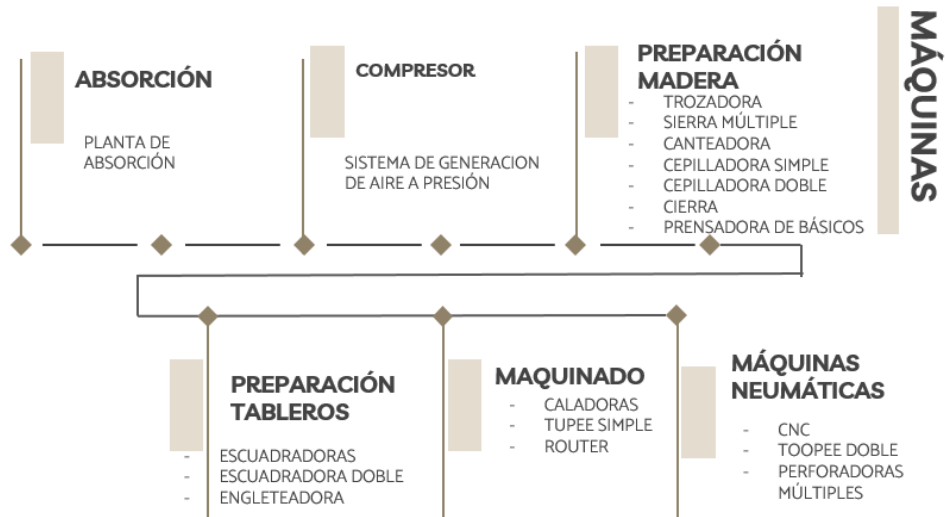 MÁQUINAS
ABSORCIÓN
PLANTA DE
ABSORCIÓN
COMPRESOR
SISTEMA DE GENERACION
DE AIRE A PRESIÓN
PREPARACIÓN
MADERA
- TROZADORA
- SIERRA MÚLTIPLE
- CANTEADORA
- CEPILLADORA SIMPLE
- CEPILLADORA DOBLE
- CIERRA
- PRENSADORA DE BÁSICOS
PREPARACIÓN
TABLEROS
- ESCUADRADORAS
- ESCUADRADORA DOBLE
- ENGLETEADORA
MAQUINADO
- CALADORAS
- TUPEE SIMPLE
- ROUTER
MÁQUINAS
NEUMÁTICAS
- CNC
- TOOPEE DOBLE
- PERFORADORAS
MÚLTIPLES